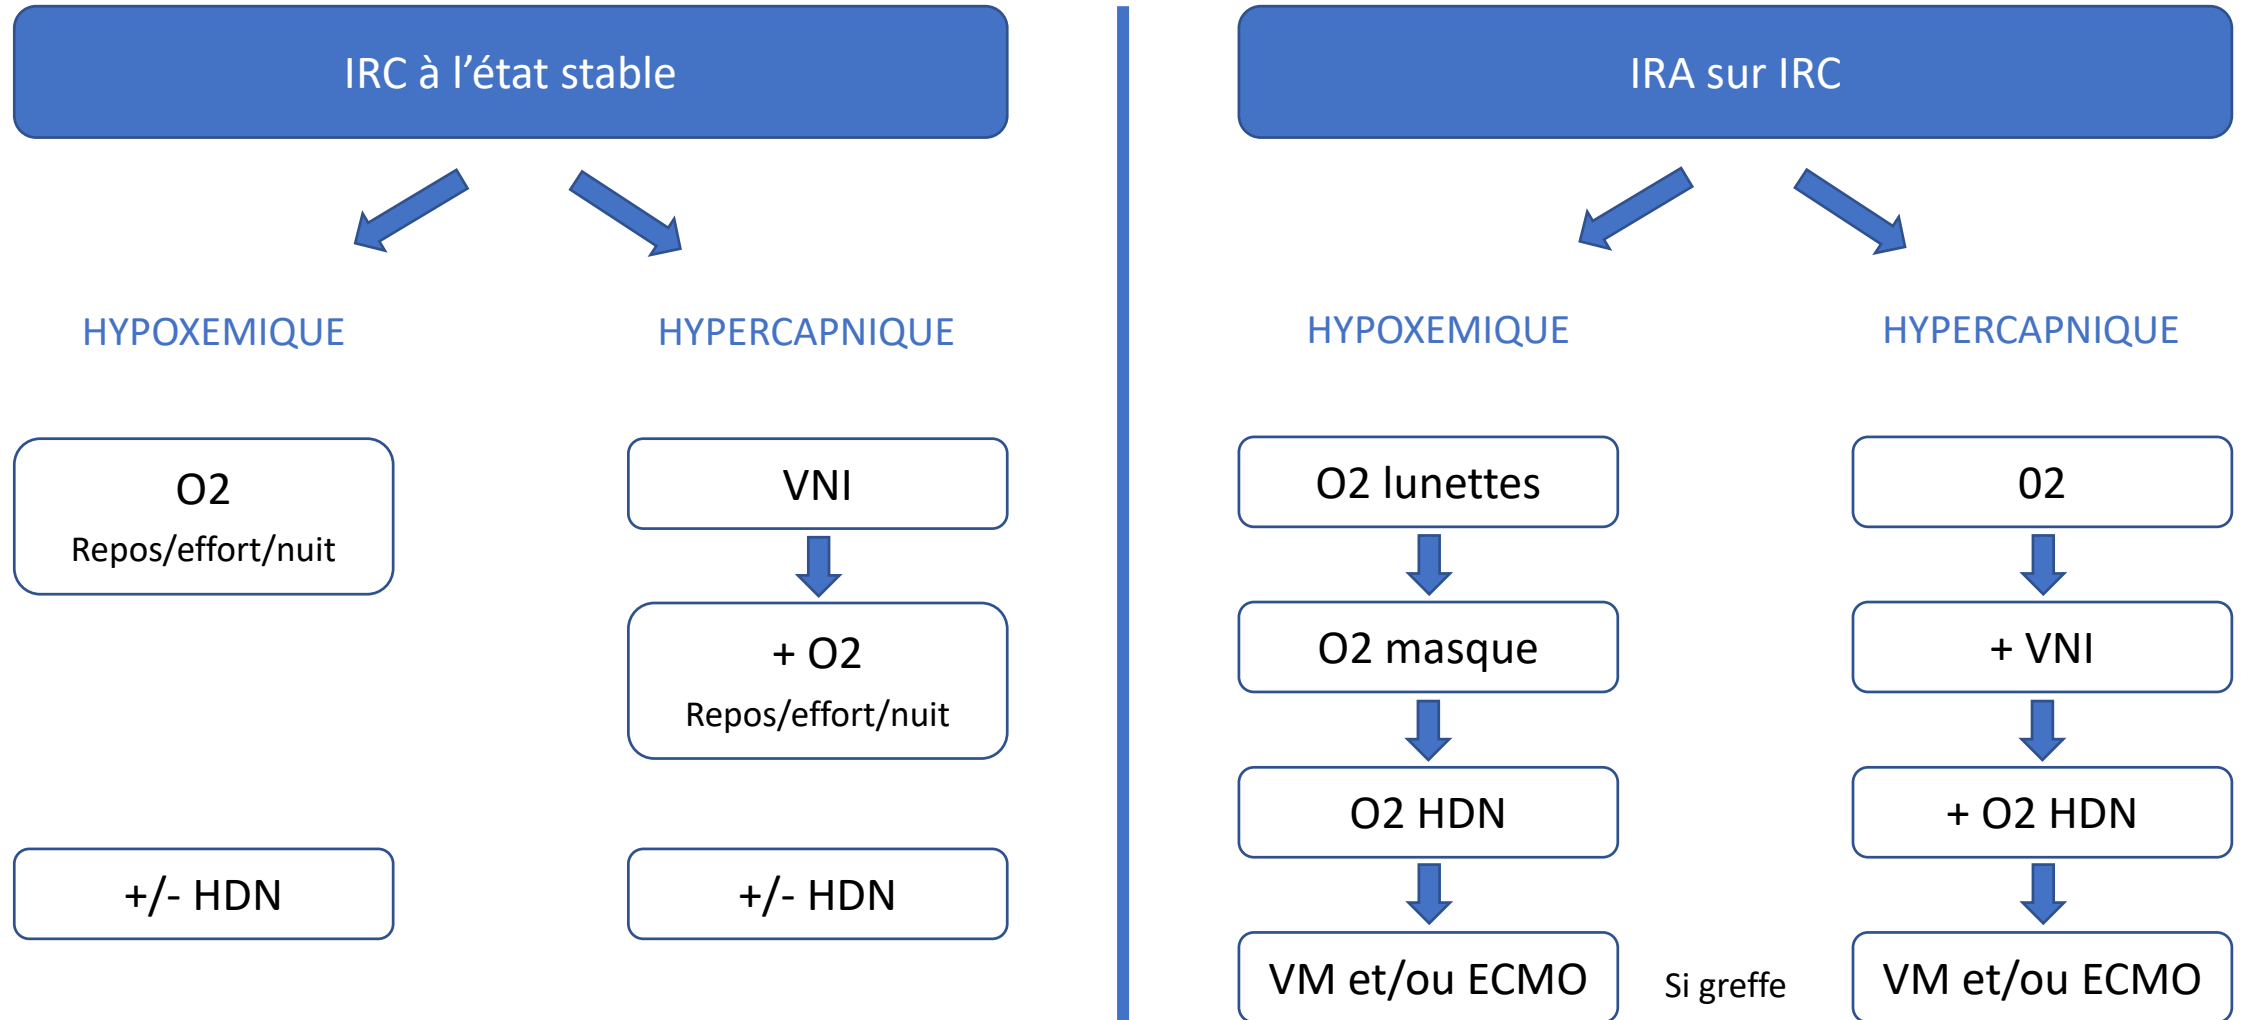 IRC à l'état stable
HYPOXEMIQUE
HYPERCAPNIQUE
O2
Repos/effort/nuit
VNI
+ O2
Repos/effort/nuit
+/- HDN
+/- HDN
IRA sur IRC
HYPOXEMIQUE
HYPERCAPNIQUE
O2 lunettes
02
O2 masque
+ VNI
O2 HDN
+ O2 HDN
VM et/ou ECMO
Si greffe
VM et/ou ECMO